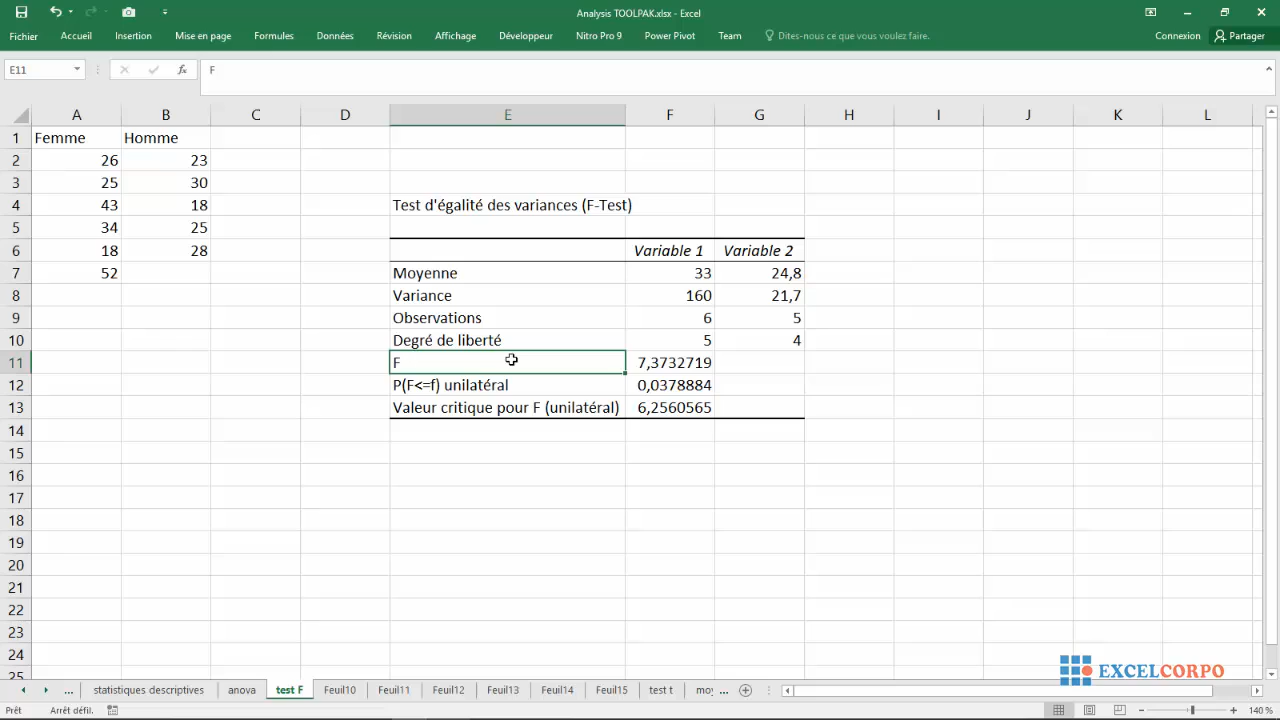 Analysis TOOLPAK.xlsx - Excel
Fichier Accueil Insertion Mise en page Formules Données Révision Affichage Développeur Nitro Pro 9 Power Pivot Team Dites-nous ce que vous voulez faire. Connexion Partager
E11 fx F
A B C D E F G H I J K L
1 Femme Homme
2 26 23
3 25 30
4 43 18 Test d'égalité des variances (F-Test)
5 34 25
6 18 28 Variable 1 Variable 2
7 52 Moyenne 33 24,8
8 Variance 160 21,7
9 Observations 6 5
10 Degré de liberté 5 4
11 F 7,3732719
12 P(F<=f) unilatéral 0,0378884
13 Valeur critique pour F (unilatéral) 6,2560565
14
15
16
17
18
19
20
21
22
23
24
25
EXCELCORPO
... statistiques descriptives anova test F Feuil10 Feuil11 Feuil12 Feuil13 Feuil14 Feuil15 test t mo ...
Prêt Arrêt défil. 140 %